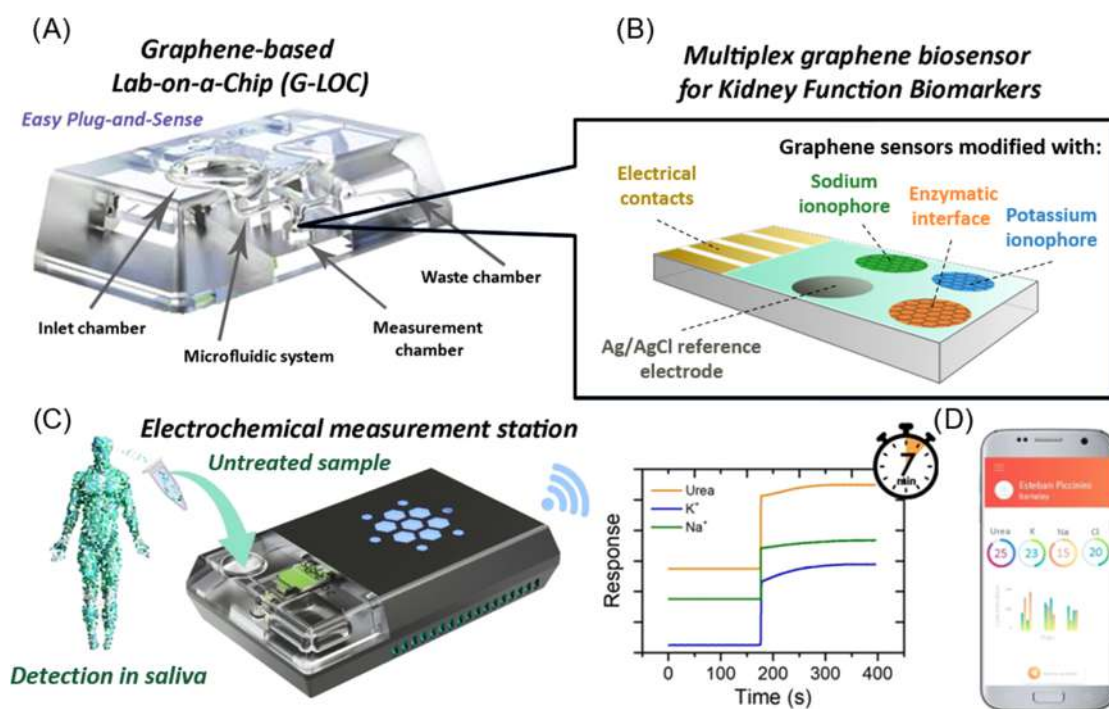 (A)
Graphene-based
Lab-on-a-Chip (G-LOC)
Easy Plug-and-Sense
Inlet chamber
Microfluidic system
Measurement
chamber
Waste chamber
(B)
Multiplex graphene biosensor
for Kidney Function Biomarkers
Graphene sensors modified with:
Electrical
contacts
Sodium
ionophore
Enzymatic
interface
Potassium
ionophore
Ag/AgCl reference
electrode
(C)
Electrochemical measurement station
Untreated sample
Detection in saliva
7
min
Urea
K⁺
Na⁺
Response
0
100
200
300
400
Time (s)
(D)
Esteban Piccinini
Urea
K
Na
Cl
25
23
15
20